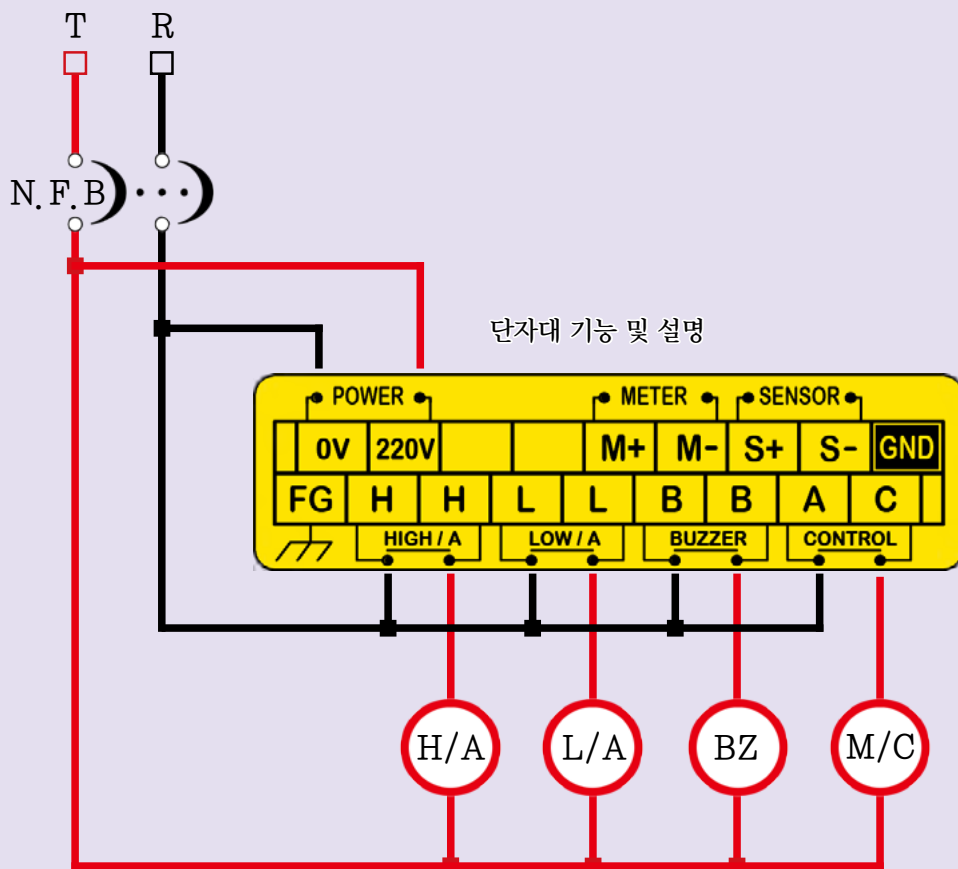 T R
N.F.B
단자대 기능 및 설명
POWER METER SENSOR
0V 220V M+ M- S+ S- GND
FG H H L L B B A C
HIGH / A LOW / A BUZZER CONTROL
H/A L/A BZ M/C